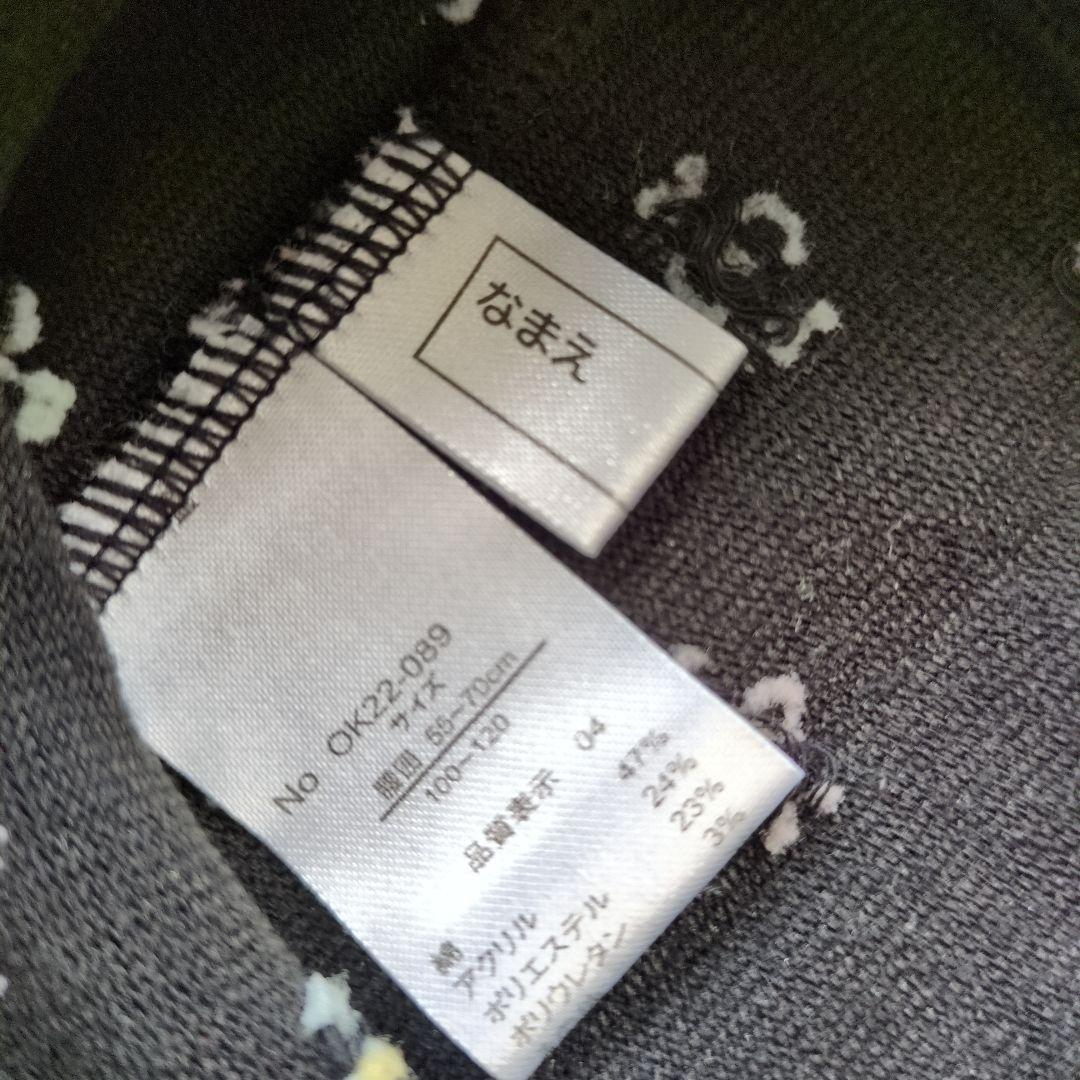 なまえ
No OK22-089
サイズ
腰囲 55~70cm
100~120
品質表示 04
綿 47%
アクリル 24%
ポリエステル 23%
ポリウレタン 3%